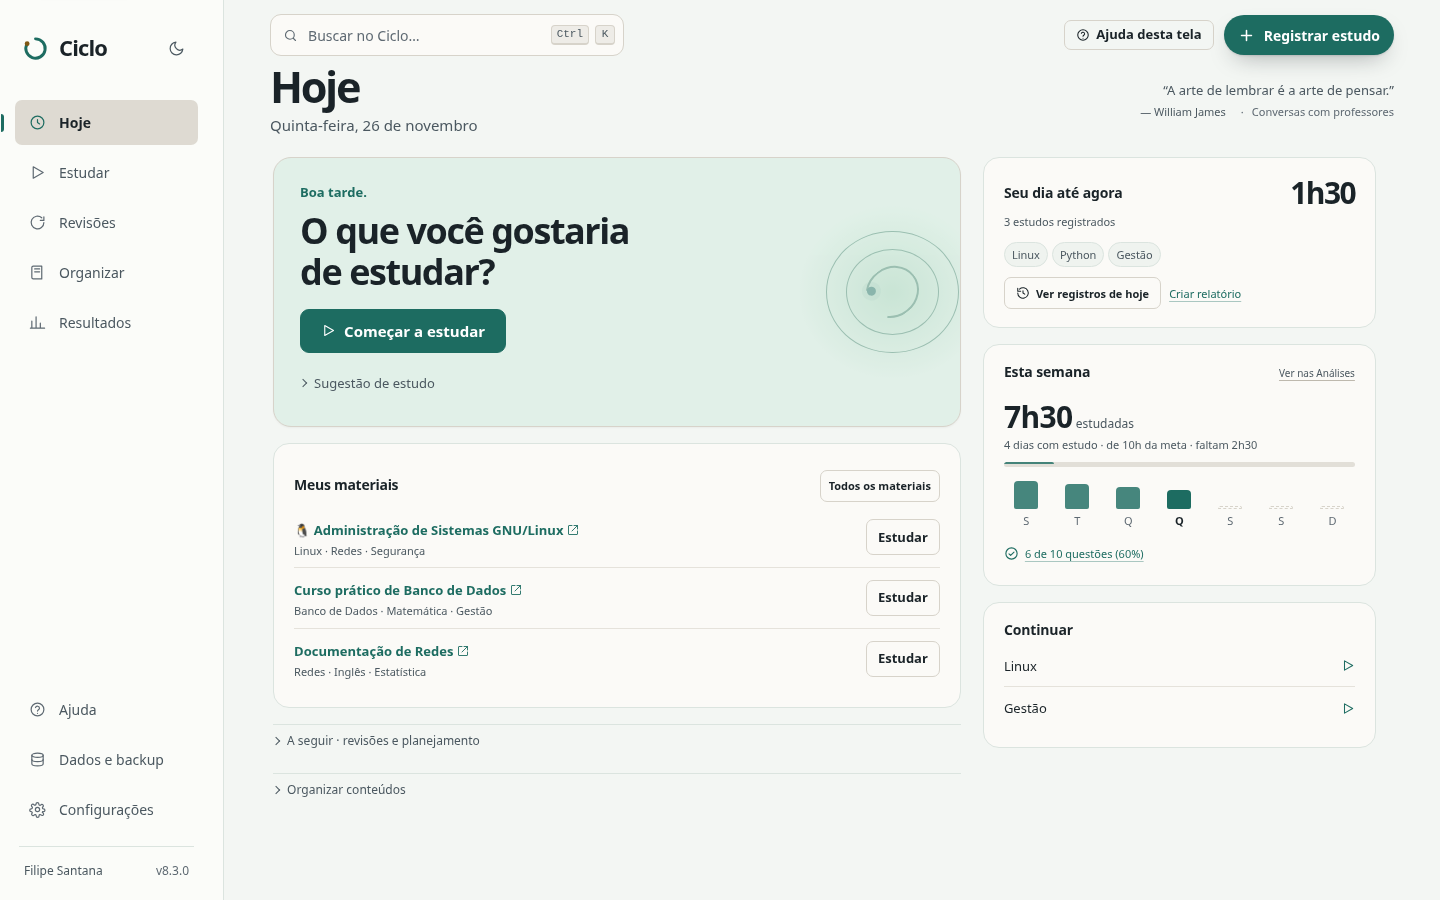 Ciclo
Hoje
Estudar
Revisões
Organizar
Resultados
Ajuda
Dados e backup
Configurações
Filipe Santana v8.3.0
Buscar no Ciclo... Ctrl K
Ajuda desta tela
Registrar estudo
Hoje
Quinta-feira, 26 de novembro
“A arte de lembrar é a arte de pensar.”
— William James · Conversas com professores
Boa tarde.
O que você gostaria
de estudar?
Começar a estudar
Sugestão de estudo
Meus materiais
Todos os materiais
Administração de Sistemas GNU/Linux
Linux · Redes · Segurança
Estudar
Curso prático de Banco de Dados
Banco de Dados · Matemática · Gestão
Estudar
Documentação de Redes
Redes · Inglês · Estatística
Estudar
A seguir · revisões e planejamento
Organizar conteúdos
Seu dia até agora 1h30
3 estudos registrados
Linux Python Gestão
Ver registros de hoje Criar relatório
Esta semana Ver nas Análises
7h30 estudadas
4 dias com estudo · de 10h da meta · faltam 2h30
S T Q Q S S D
6 de 10 questões (60%)
Continuar
Linux
Gestão